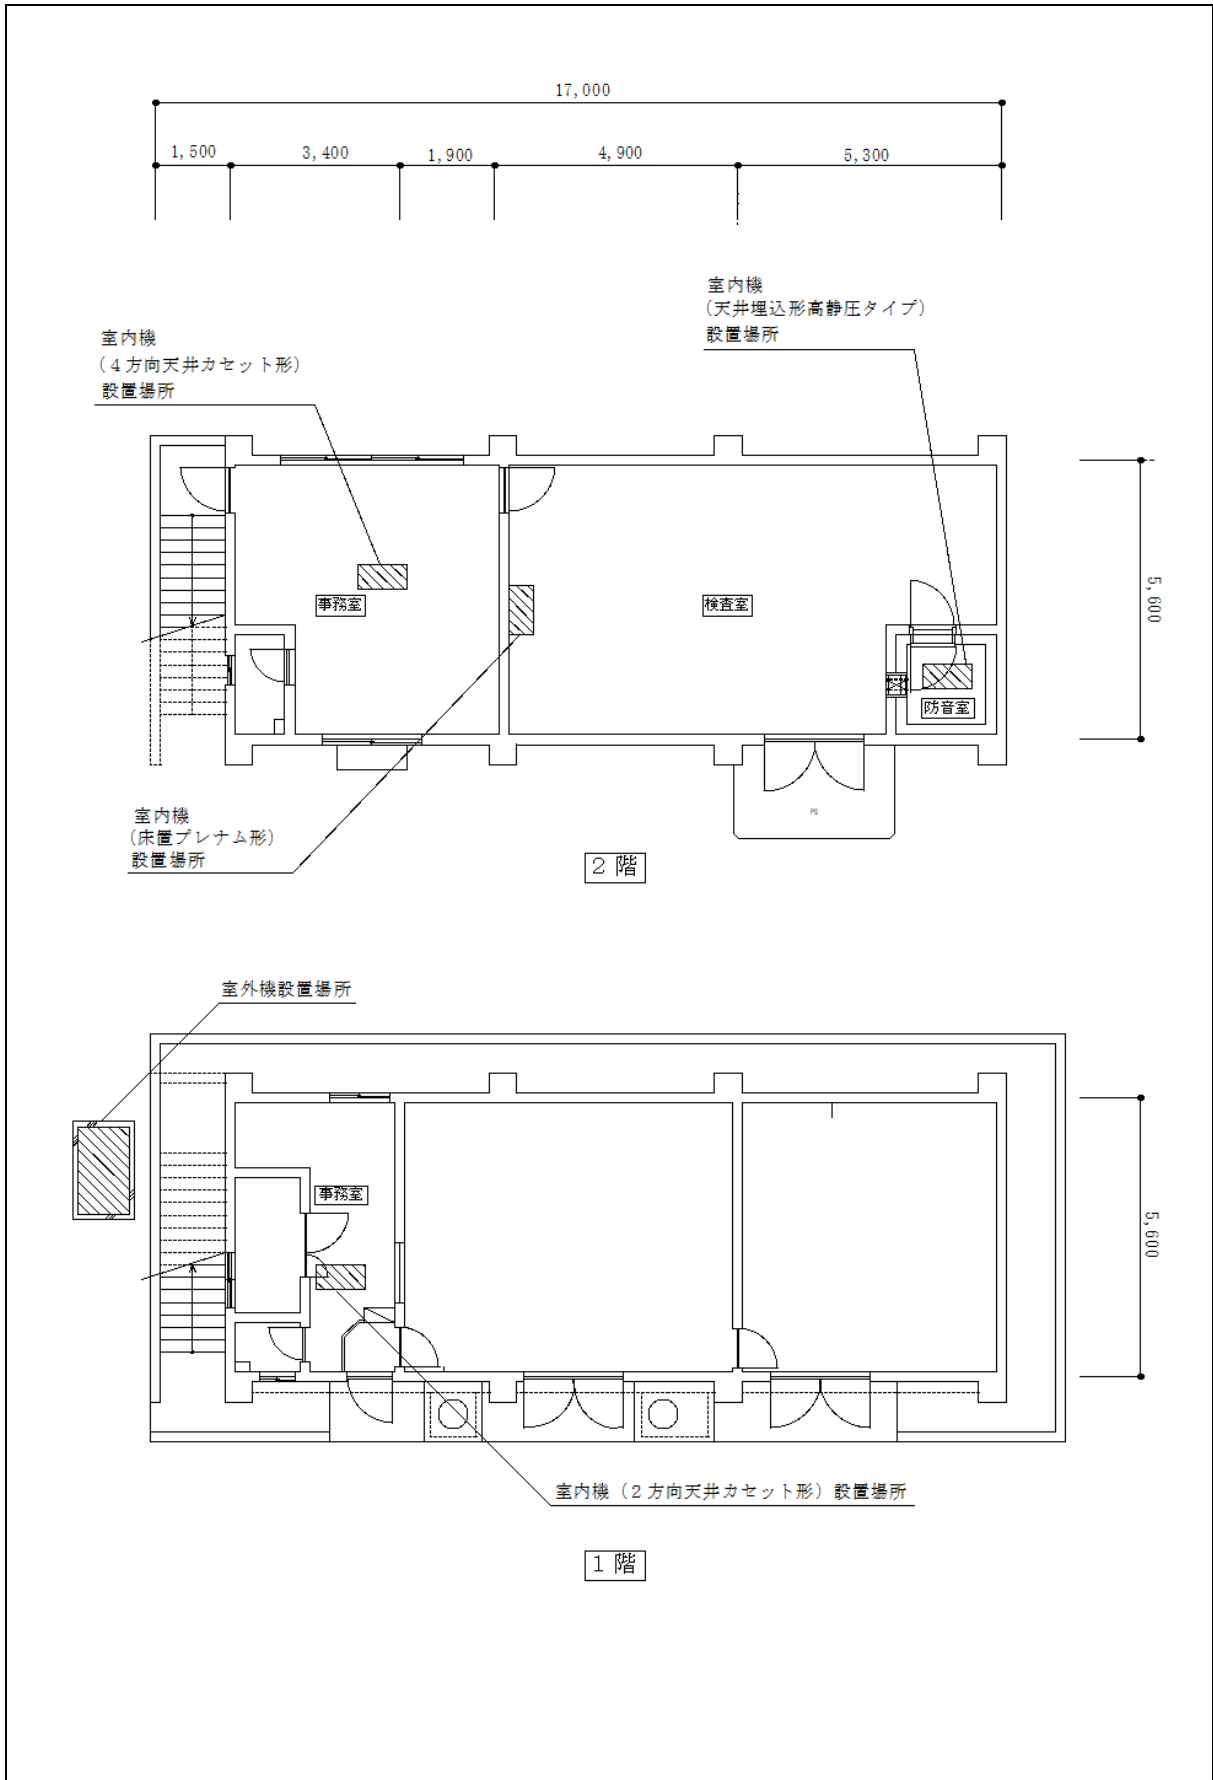 17,000
1,500
3,400
1,900
4,900
5,300
室内機
(天井埋込形高静圧タイプ)
設置場所
室内機
(４方向天井カセット形)
設置場所
5,600
事務室
検査室
防音室
室内機
(床置プレナム形)
設置場所
PS
２階
室外機設置場所
事務室
5,600
室内機（２方向天井カセット形）設置場所
１階